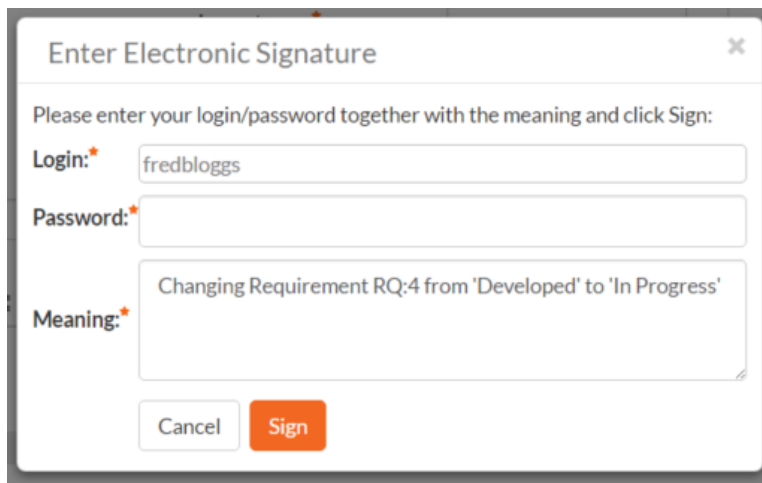 Enter Electronic Signature
×
Please enter your login/password together with the meaning and click Sign:
Login:*
fredbloggs
Password:*
Changing Requirement RQ:4 from 'Developed' to 'In Progress'
Meaning:*
Cancel Sign